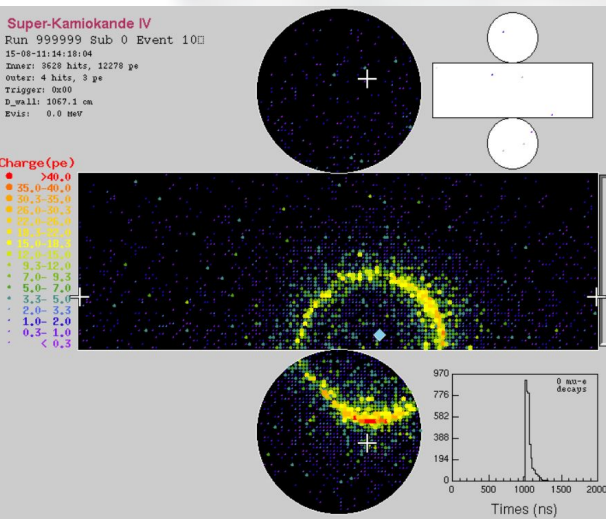 Super-Kamiokande IV
Run 999999 Sub 0 Event 10
15-08-11:14:18:04
Inner: 3628 hits, 12278 pe
Outer: 4 hits, 3 pe
Trigger: 0x00
D_wall: 1067.1 cm
Evis: 0.0 MeV
Charge(pe)
>40.0
35.0-40.0
30.3-35.0
26.0-30.3
15.0-18.3
9.3-12.0
7.0- 9.3
5.0- 7.0
3.3- 5.0
2.0- 3.3
1.0- 2.0
0.3- 1.0
< 0.3
0 mu-e
decays
970
776
582
388
194
0
0 500 1000 1500 2000
Times (ns)